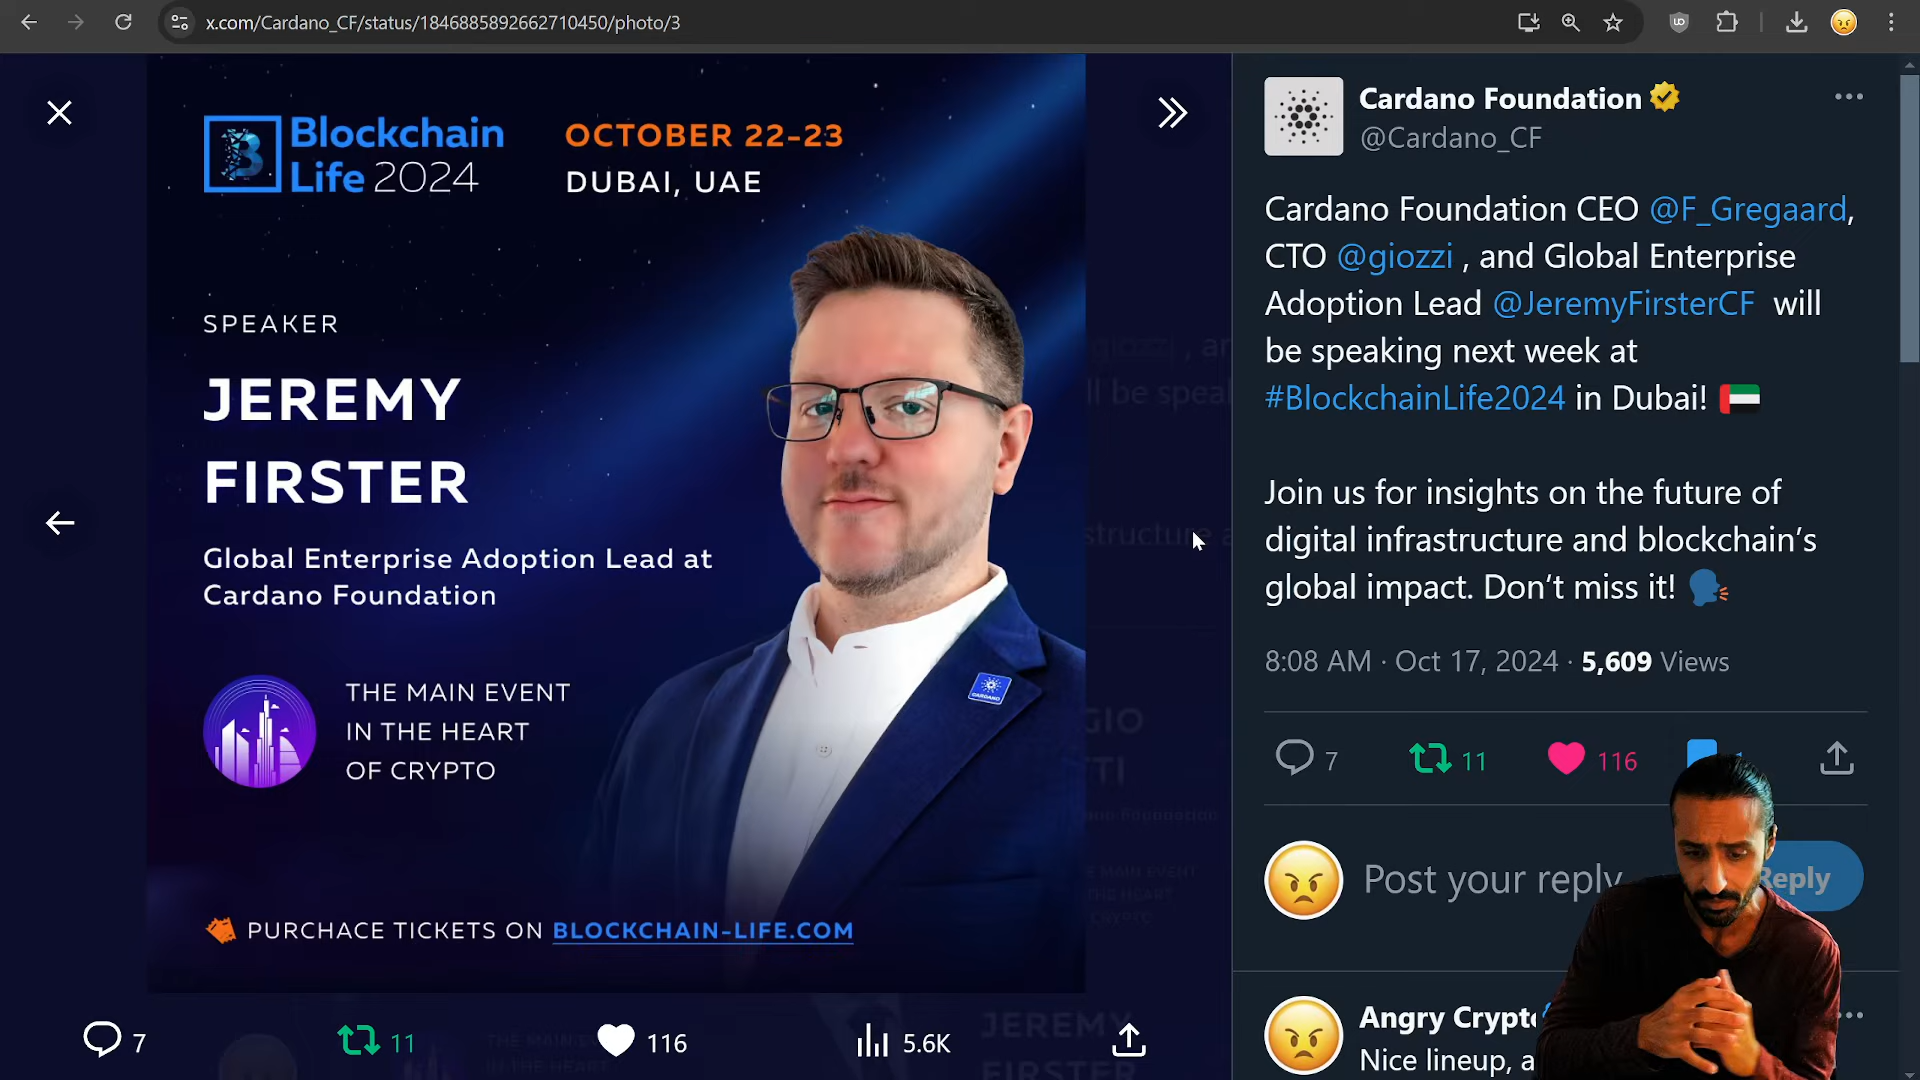 x.com/Cardano_CF/status/1846885892662710450/photo/3
Blockchain
Life 2024
OCTOBER 22-23
DUBAI, UAE
SPEAKER
JEREMY
FIRSTER
Global Enterprise Adoption Lead at
Cardano Foundation
THE MAIN EVENT
IN THE HEART
OF CRYPTO
CARDANO
PURCHACE TICKETS ON BLOCKCHAIN-LIFE.COM
7
11
116
5.6K
JEREMY
FIRSTER
Cardano Foundation
@Cardano_CF
Cardano Foundation CEO @F_Gregaard,
CTO @giozzi , and Global Enterprise
Adoption Lead @JeremyFirsterCF will
be speaking next week at
#BlockchainLife2024 in Dubai!
Join us for insights on the future of
digital infrastructure and blockchain’s
global impact. Don’t miss it!
8:08 AM · Oct 17, 2024 · 5,609 Views
7
11
116
Post your reply
Reply
Angry Crypto
Nice lineup, a